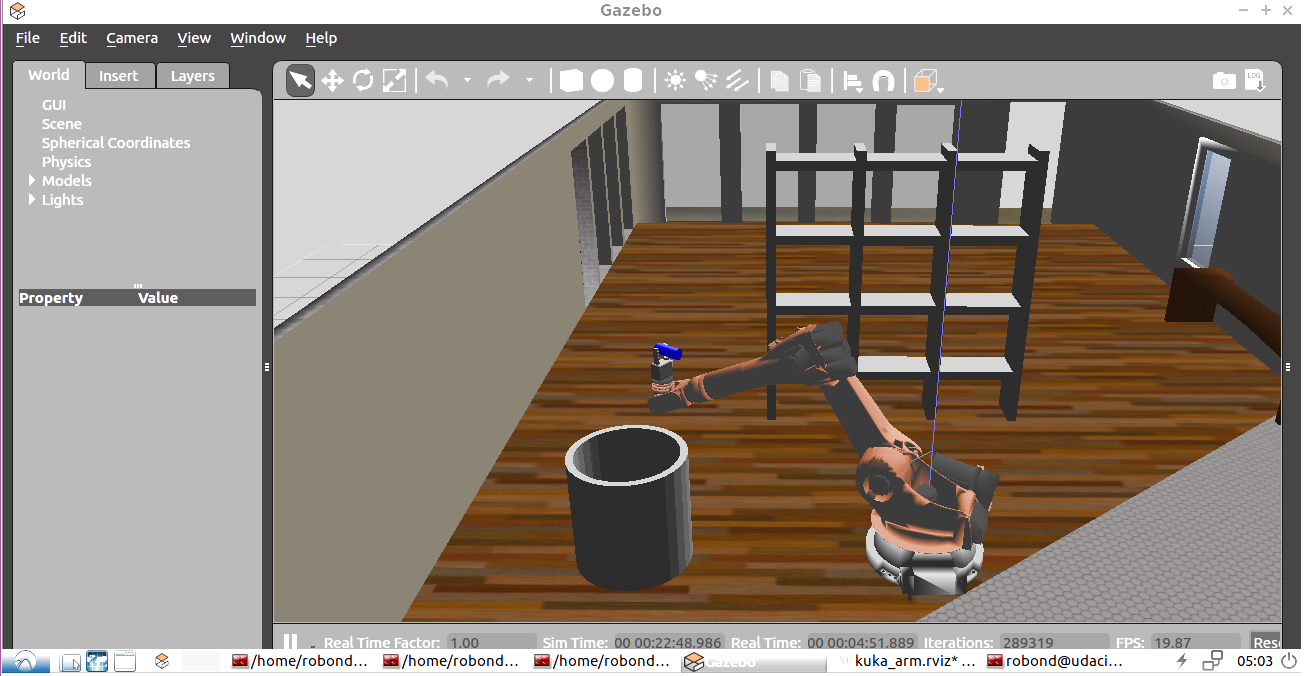 Gazebo
File Edit Camera View Window Help
World Insert Layers
GUI
Scene
Spherical Coordinates
Physics
Models
Lights
Property Value
LOG
Real Time Factor: 1.00 Sim Time: 00 00:22:48.986 Real Time: 00 00:04:51.889 Iterations: 289319 FPS: 19.87 Rese
/home/robond... /home/robond... /home/robond... Gazebo kuka_arm.rviz* ... robond@udaci... 05:03